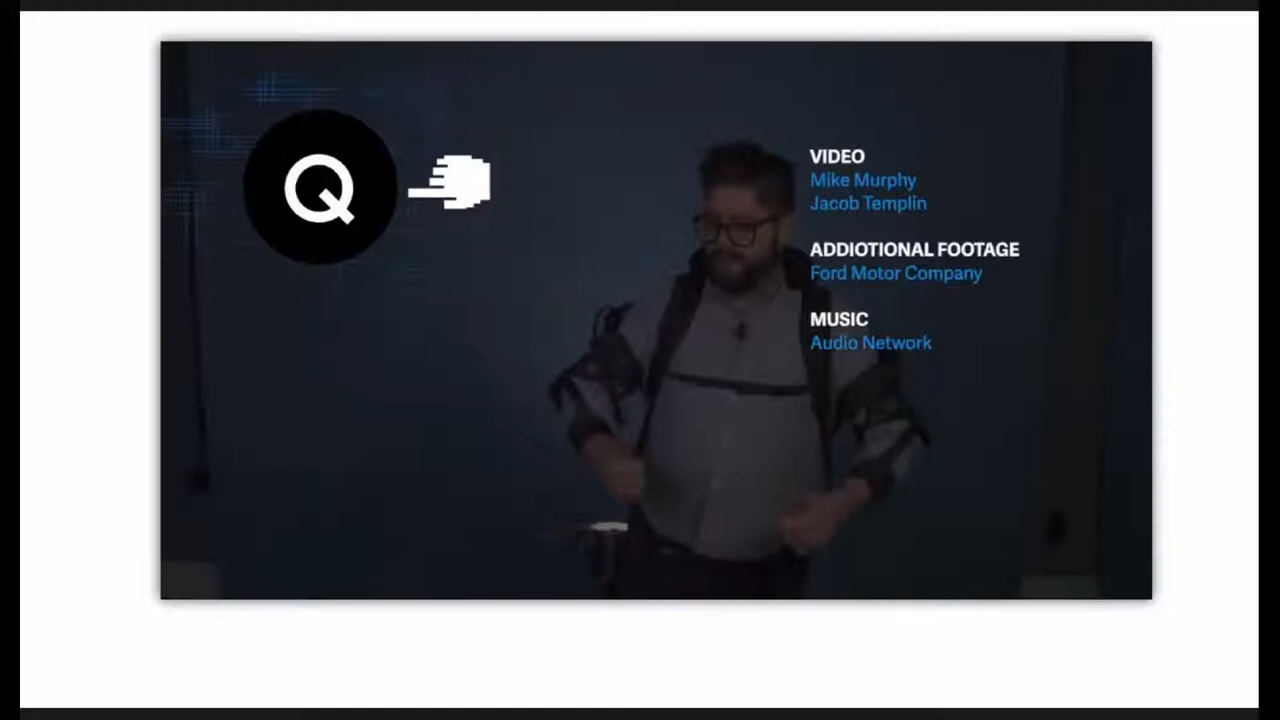 Q
VIDEO
Mike Murphy
Jacob Templin
ADDIOTIONAL FOOTAGE
Ford Motor Company
MUSIC
Audio Network